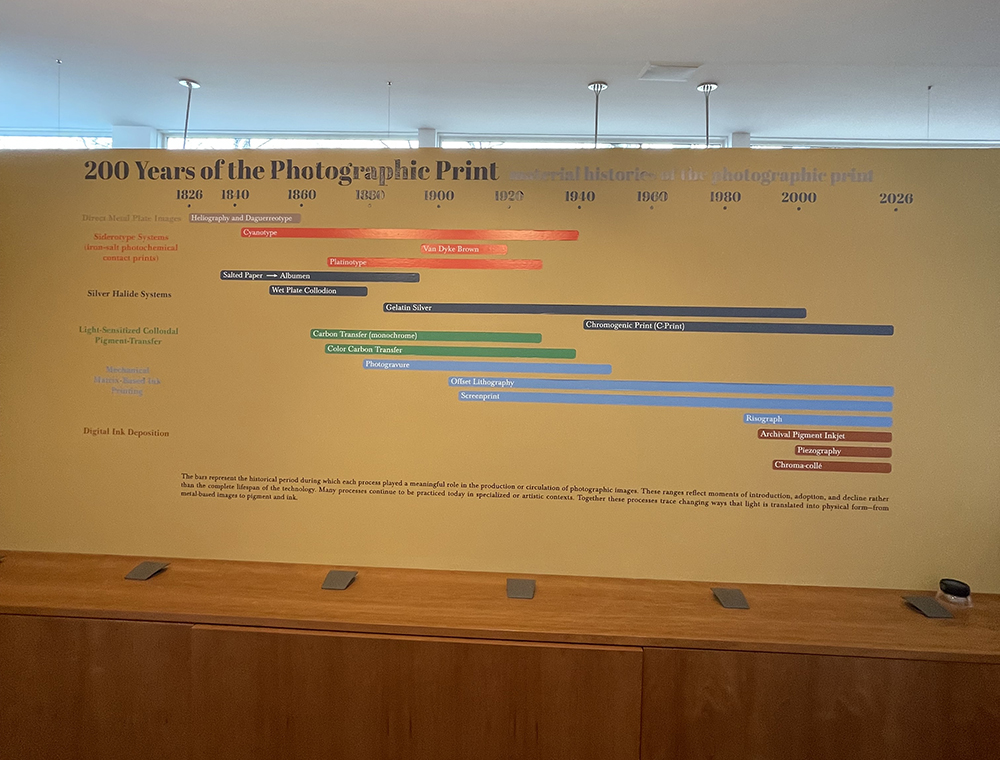 200 Years of the Photographic Print material histories of the photographic print
1826 1840 1860 1880 1900 1920 1940 1960 1980 2000 2026
Direct Metal Plate Images
Heliography and Daguerreotype
Siderotype Systems
(iron-salt photochemical
contact prints)
Cyanotype
Van Dyke Brown
Platinotype
Salted Paper → Albumen
Silver Halide Systems
Wet Plate Collodion
Gelatin Silver
Chromogenic Print (C-Print)
Light-Sensitized Colloidal
Pigment-Transfer
Carbon Transfer (monochrome)
Color Carbon Transfer
Mechanical
Matrix-Based Ink
Printing
Photogravure
Offset Lithography
Screenprint
Risograph
Digital Ink Deposition
Archival Pigment Inkjet
Piezography
Chroma-collé
The bars represent the historical period during which each process played a meaningful role in the production or circulation of photographic images. These ranges reflect moments of introduction, adoption, and decline rather
than the complete lifespan of the technology. Many processes continue to be practiced today in specialized or artistic contexts. Together these processes trace changing ways that light is translated into physical form—from
metal-based images to pigment and ink.